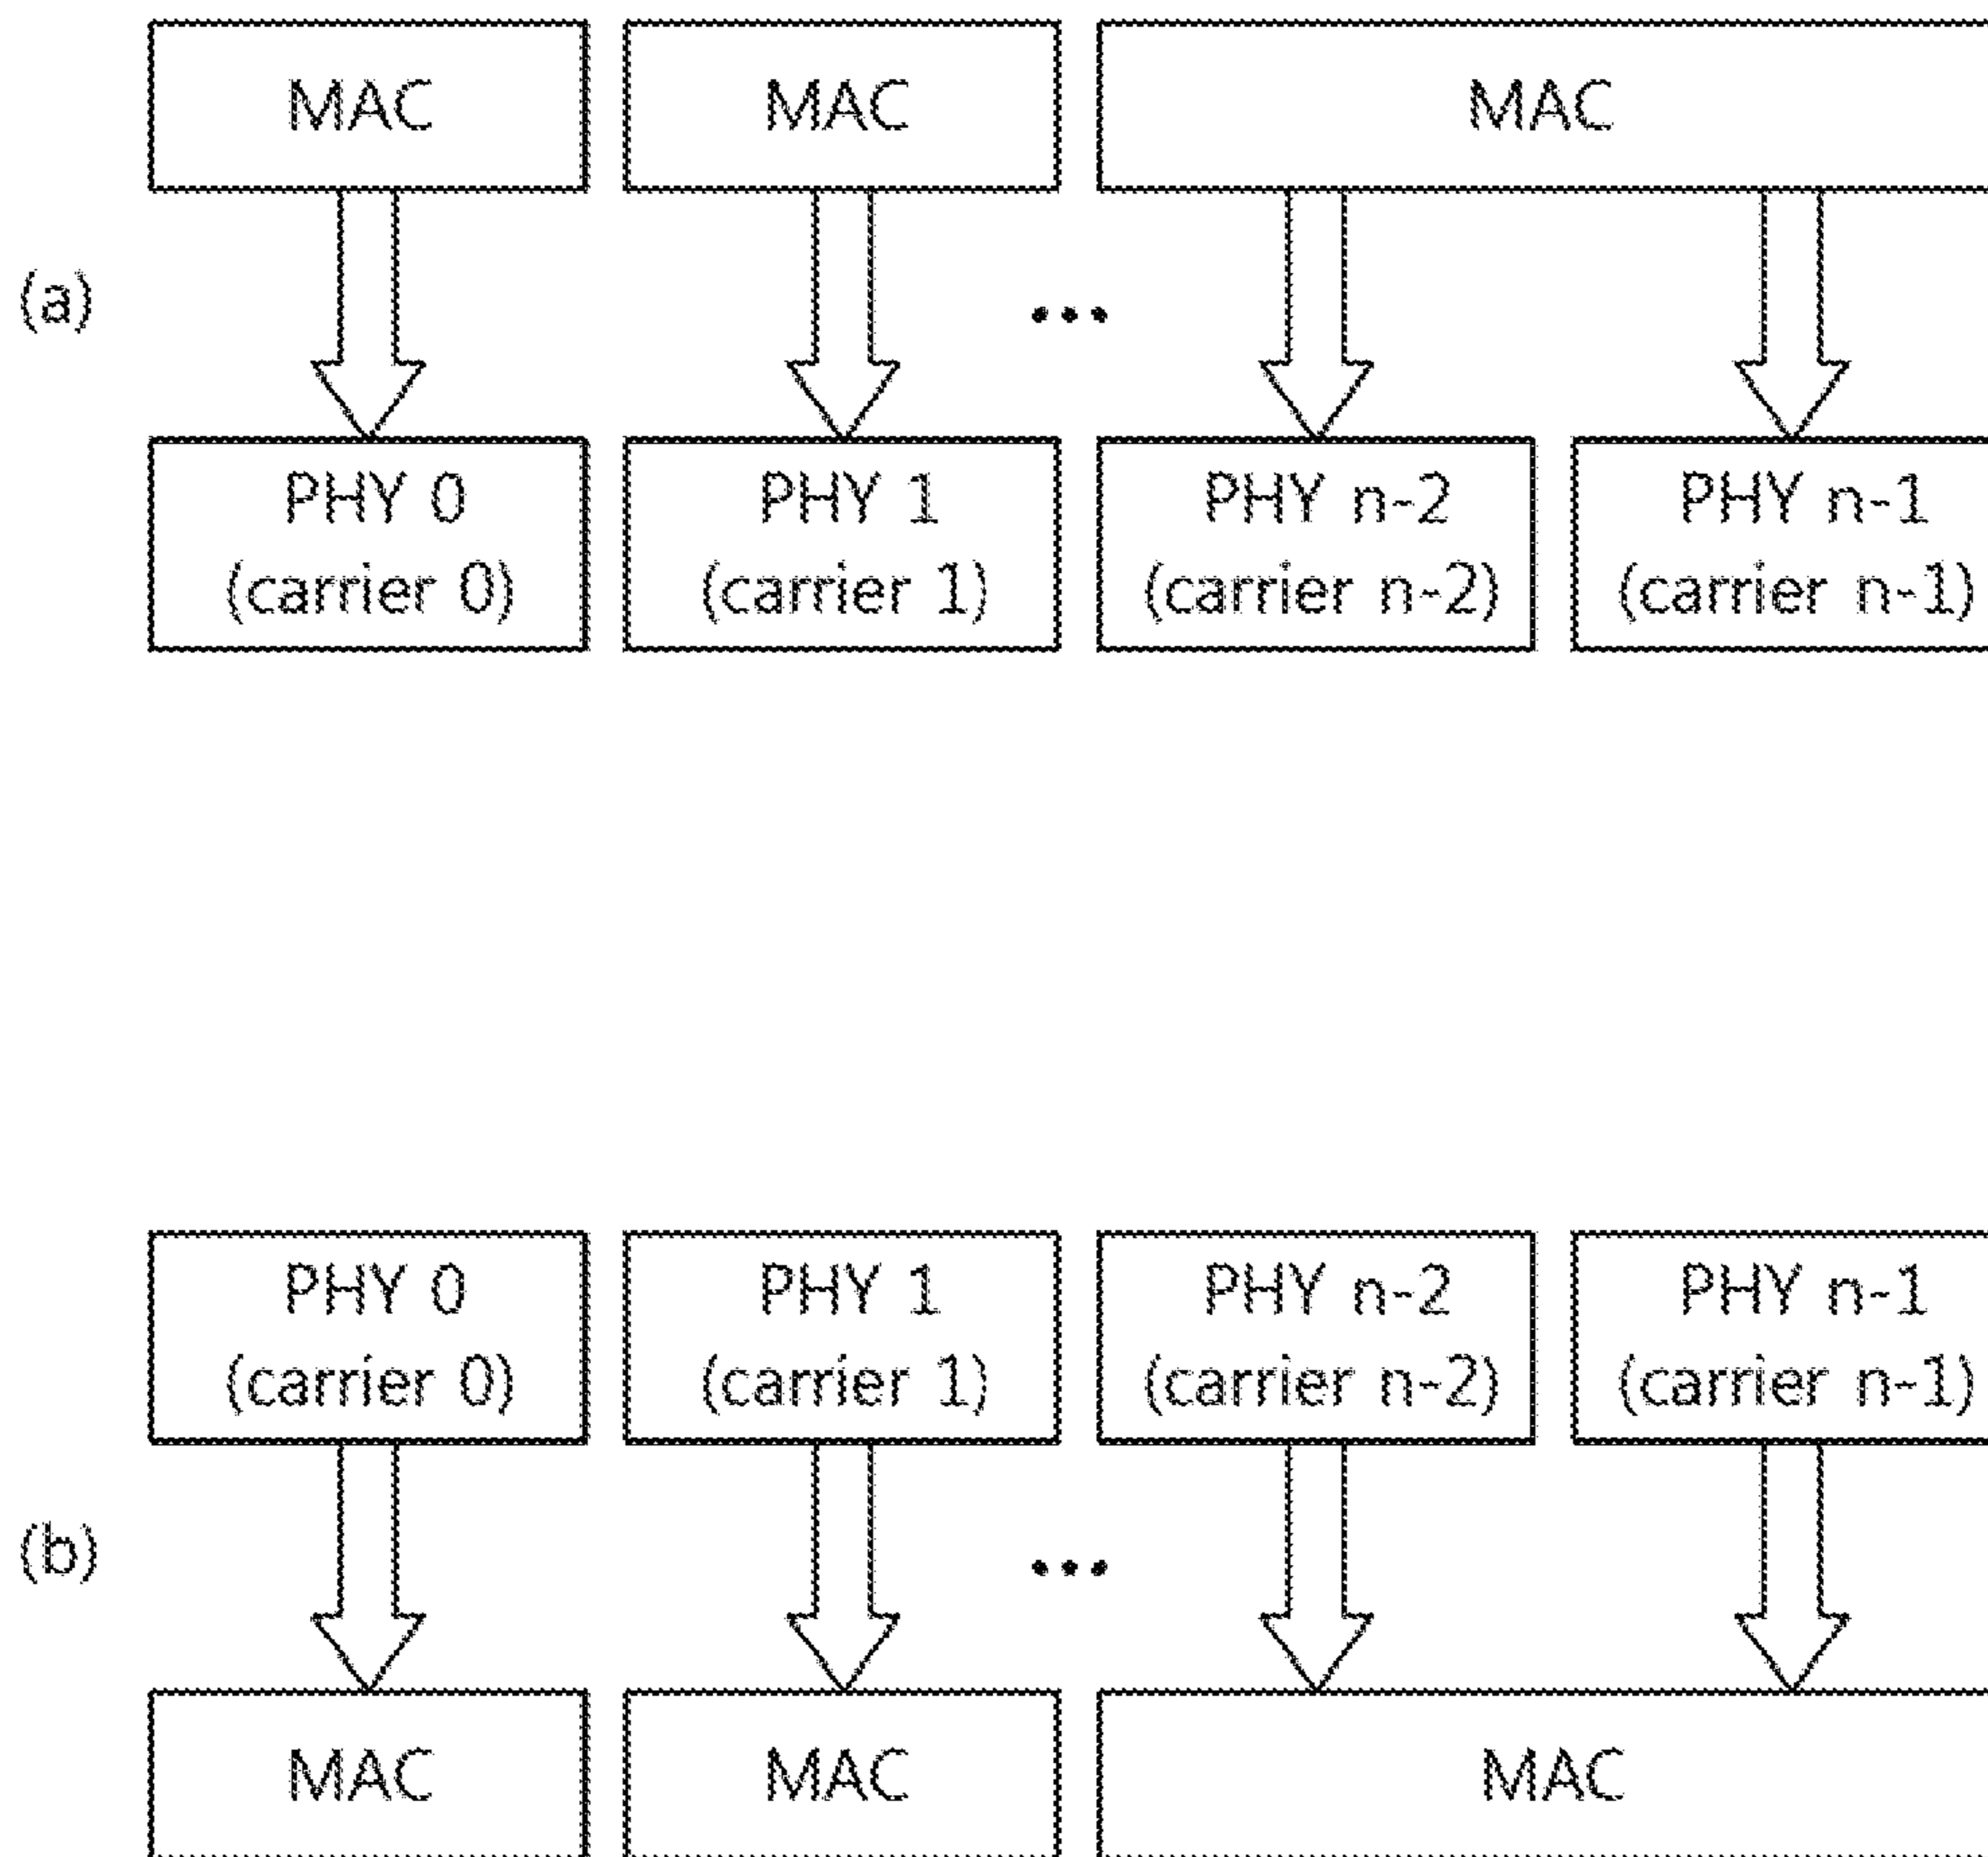 MAC MAC MAC
(a)
...
PHY 0 PHY 1 PHY n-2 PHY n-1
(carrier 0) (carrier 1) (carrier n-2) (carrier n-1)
PHY 0 PHY 1 PHY n-2 PHY n-1
(carrier 0) (carrier 1) (carrier n-2) (carrier n-1)
(b)
...
MAC MAC MAC